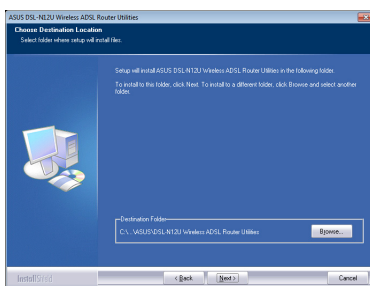 ASUS DSL-N12U Wireless ADSL Router Utilities
Choose Destination Location
Select folder where setup will install files.
Setup will install ASUS DSL-N12U Wireless ADSL Router Utilities in the following folder.
To install to this folder, click Next. To install to a different folder, click Browse and select another
folder.
Destination Folder
C:\...\ASUS\DSL-N12U Wireless ADSL Router Utilities
Browse...
InstallShield
< Back
Next >
Cancel